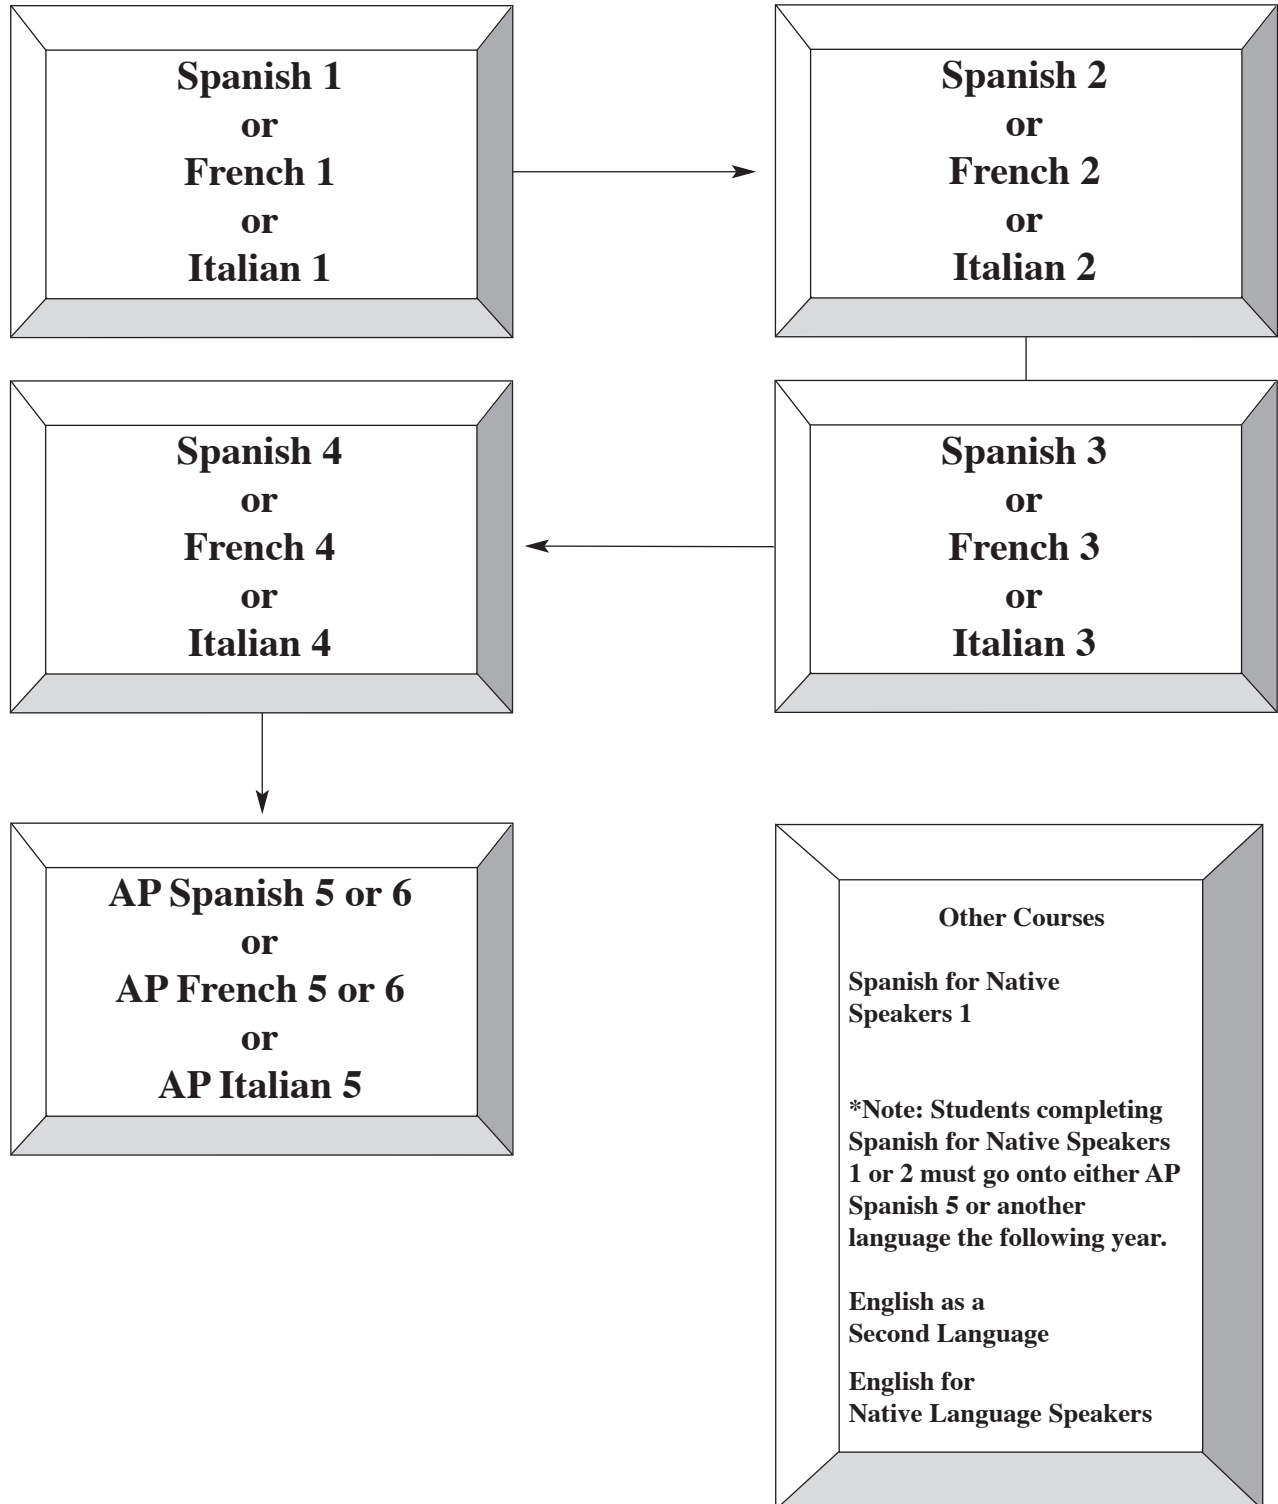 Spanish 1
or
French 1
or
Italian 1
Spanish 2
or
French 2
or
Italian 2
Spanish 3
or
French 3
or
Italian 3
Spanish 4
or
French 4
or
Italian 4
AP Spanish 5 or 6
or
AP French 5 or 6
or
AP Italian 5
Other Courses
Spanish for Native
Speakers 1
*Note: Students completing
Spanish for Native Speakers
1 or 2 must go onto either AP
Spanish 5 or another
language the following year.
English as a
Second Language
English for
Native Language Speakers